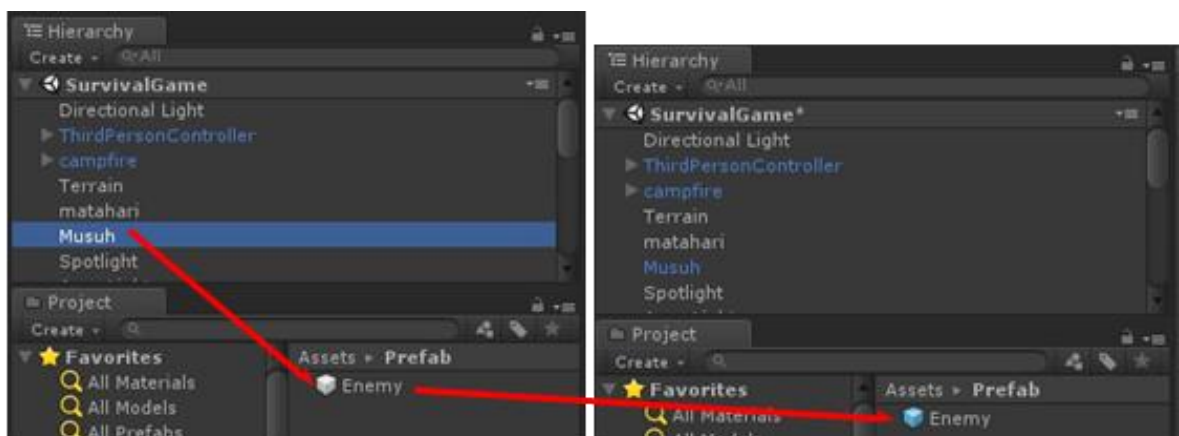 Hierarchy
Create
All
SurvivalGame
Directional Light
ThirdPersonController
campfire
Terrain
matahari
Musuh
Spotlight
Project
Create
Favorites
Assets Prefab
All Materials
Enemy
All Models
All Prefabs
Hierarchy
Create
All
SurvivalGame*
Directional Light
ThirdPersonController
campfire
Terrain
matahari
Musuh
Spotlight
Project
Create
Favorites
Assets Prefab
All Materials
Enemy